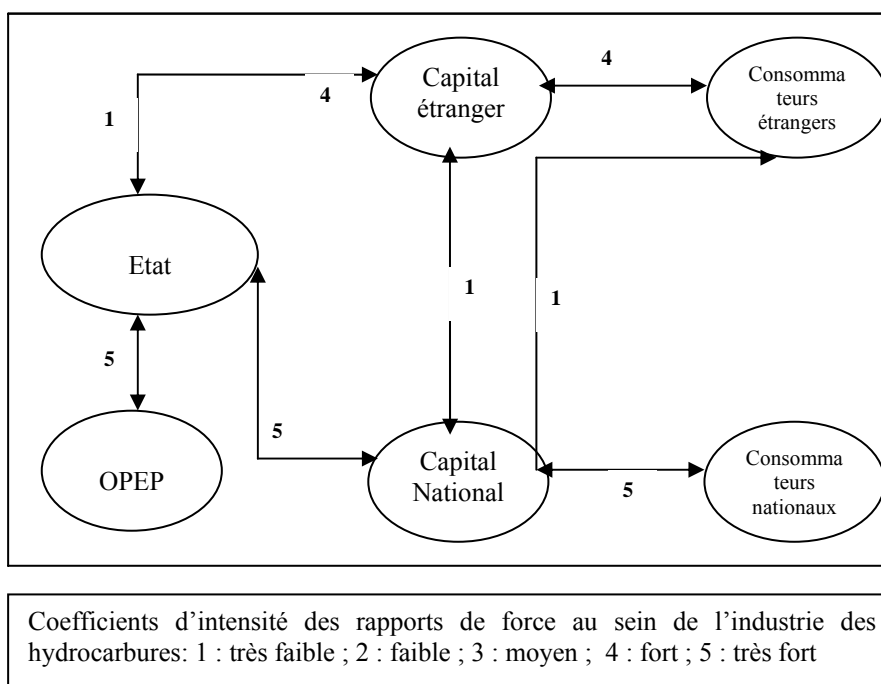 Capital
étranger
4
Consomma
teurs
étrangers
4
1
Etat
1
1
5
5
OPEP
Capital
National
5
Consomma
teurs
nationaux
Coefficients d'intensité des rapports de force au sein de l'industrie des
hydrocarbures: 1 : très faible ; 2 : faible ; 3 : moyen ; 4 : fort ; 5 : très fort